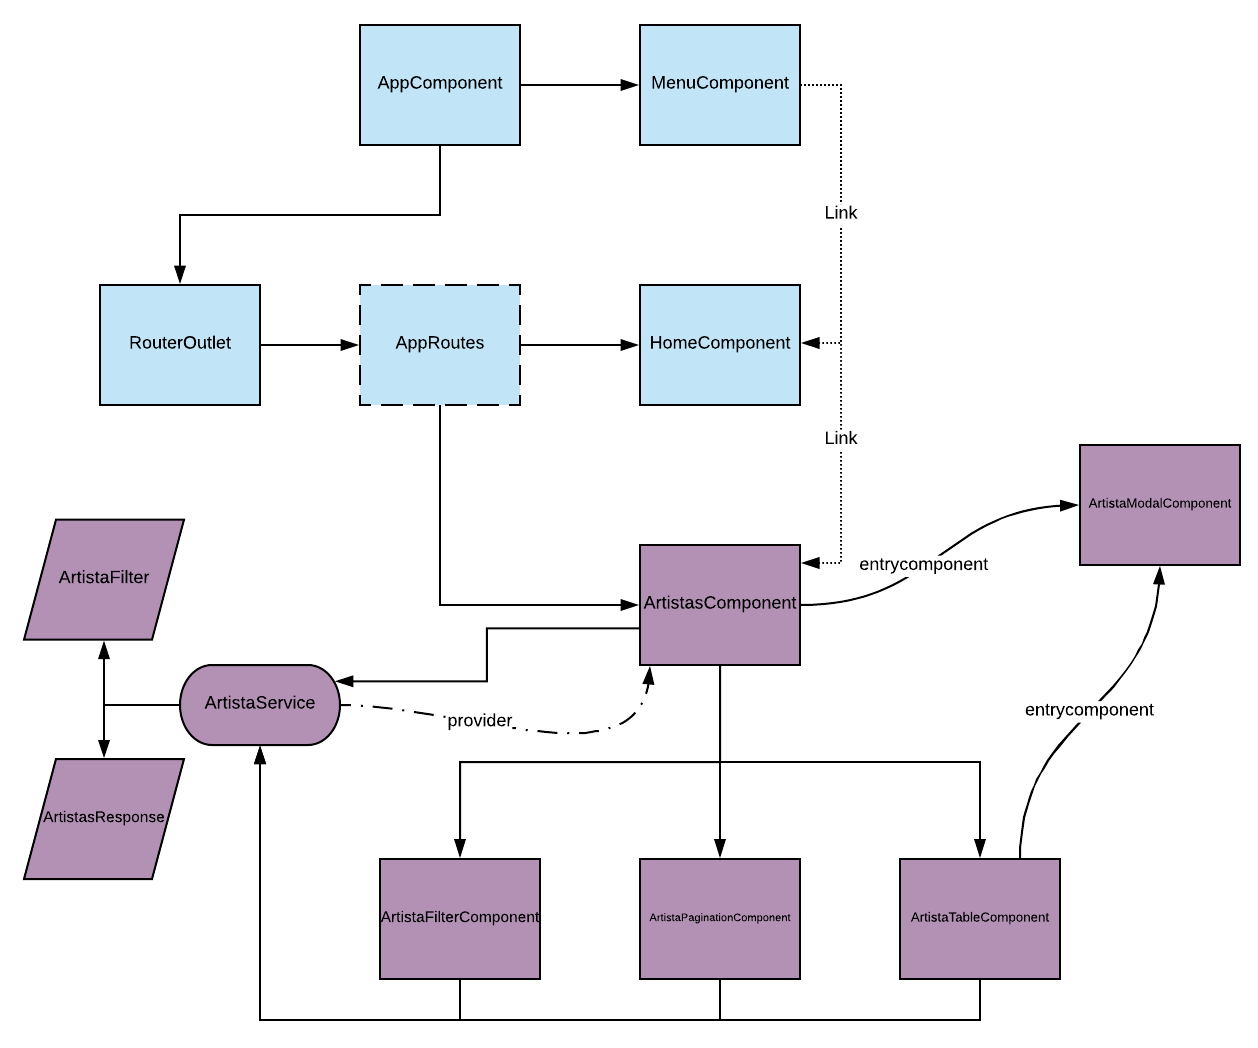 AppComponent
MenuComponent
Link
RouterOutlet
AppRoutes
HomeComponent
Link
ArtistaModalComponent
entrycomponent
ArtistaFilter
ArtistasComponent
ArtistaService
provider
entrycomponent
ArtistasResponse
ArtistaFilterComponent
ArtistaPaginationComponent
ArtistaTableComponent